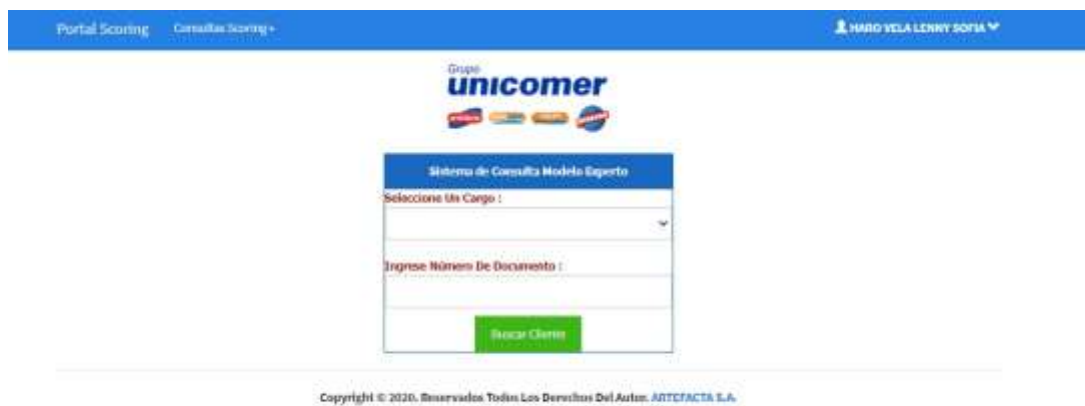 Portal Scoring Consultas Scoring HARO VELA LENNY SOFIA
Grupo
unicomer
Sistema de Consulta Modelo Experto
Seleccione Un Cargo :
Ingrese Número De Documento :
Buscar Cliente
Copyright © 2020. Reservados Todos Los Derechos Del Autor. ARTEFACTA S.A.